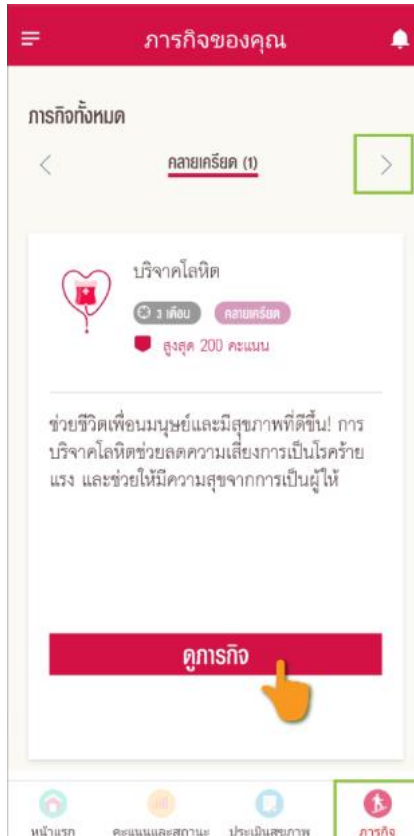 ภารกิจของคุณ
ภารกิจทั้งหมด
คลายเครียด (1)
บริจาคโลหิต
3 เดือน คลายเครียด
สูงสุด 200 คะแนน
ช่วยชีวิตเพื่อนมนุษย์และมีสุขภาพที่ดีขึ้น! การ
บริจาคโลหิตช่วยลดความเสี่ยงการเป็นโรคร้าย
แรง และช่วยให้มีความสุขจากการเป็นผู้ให้
ดูภารกิจ
หน้าแรก คะแนนและสถานะ ประเมินสุขภาพ ภารกิจ